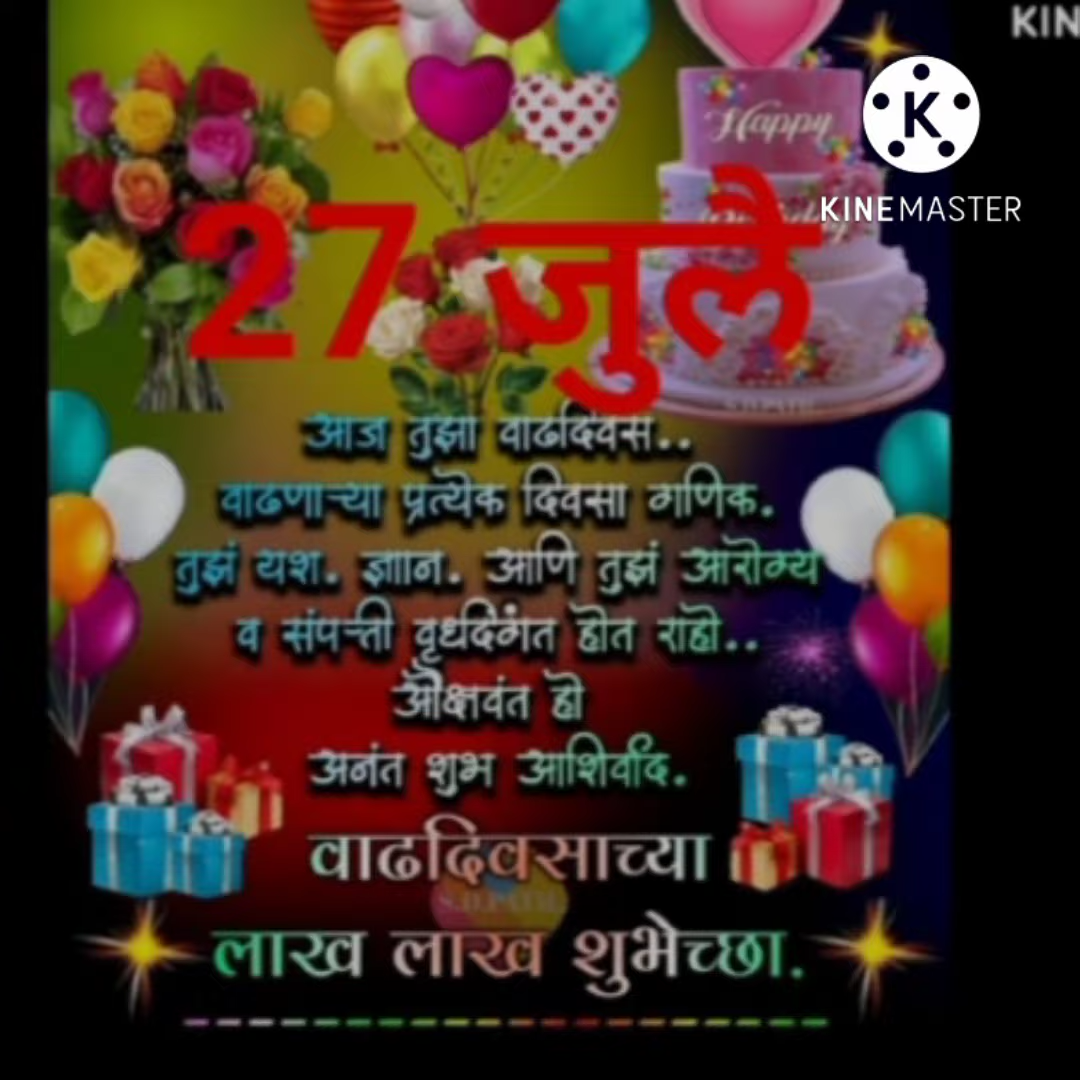 KIN
Happy
KINEMASTER
27 जुलै
आज तुझा वाढदिवस..
वाढणाऱ्या प्रत्येक दिवसा गणिक.
तुझं यश. ज्ञान. आणि तुझं आरोग्य
व संपत्ती वृध्दिंगत होत राहो..
औक्षवंत हो
अनंत शुभ आशिर्वाद.
वाढदिवसाच्या
लाख लाख शुभेच्छा.